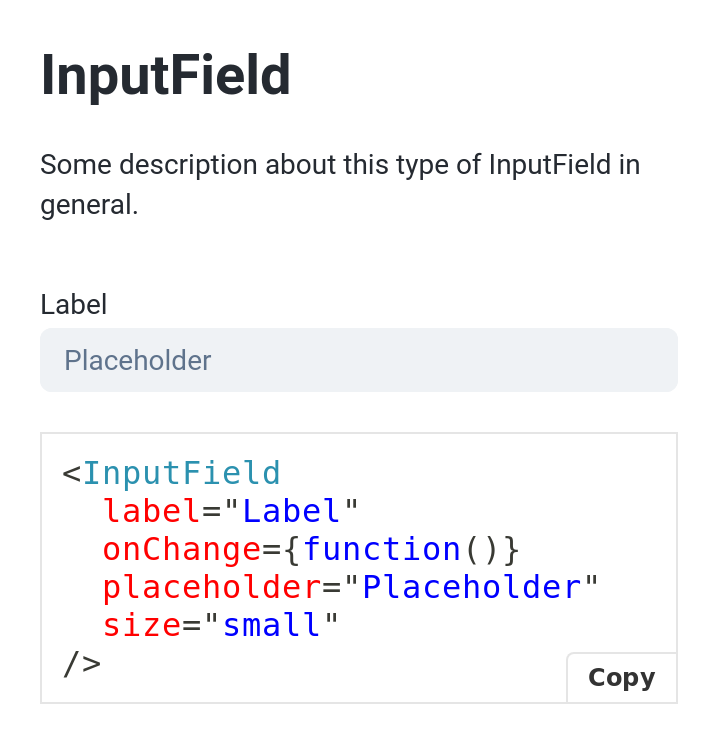 InputField
Some description about this type of InputField in
general.
Label
Placeholder
<InputField
  label="Label"
  onChange={function()}
  placeholder="Placeholder"
  size="small"
/>
Copy